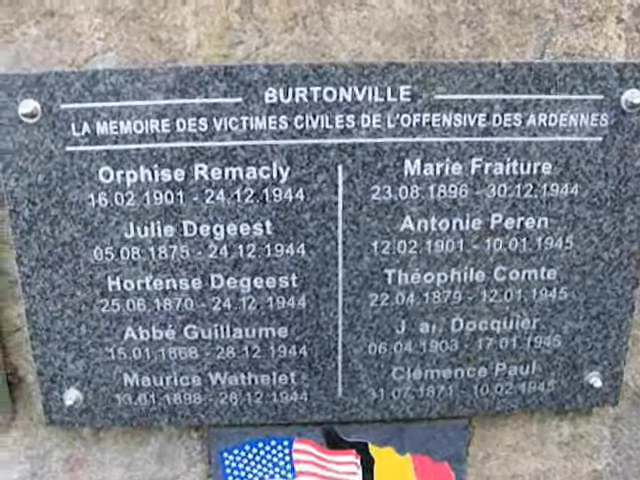 BURTONVILLE
LA MEMOIRE DES VICTIMES CIVILES DE L'OFFENSIVE DES ARDENNES
Orphise Remacly
16.02.1901 - 24.12.1944
Julie Degeest
05.08.1875 - 24.12.1944
Hortense Degeest
25.06.1870 - 24.12.1944
Abbé Guillaume
15.01.1868 - 28.12.1944
Maurice Wathelet
- 28.12.1944
Marie Fraiture
23.08.1896 - 30.12.1944
Antonie Peren
12.02.1901 - 10.01.1945
Théophile Comte
22.04.1879 - 12.01.1945
Docquier
06.04.1903 - 17.01.1945
Clémence Paul
31.07.1871 - 10.02.1945